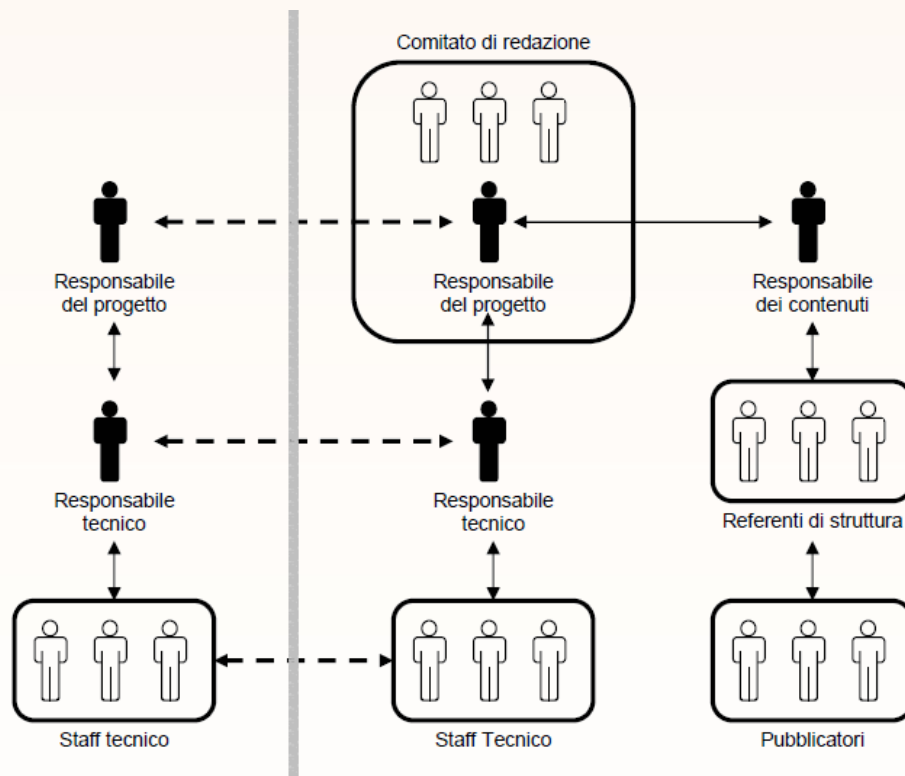 Comitato di redazione
Responsabile
del progetto
Responsabile
del progetto
Responsabile
dei contenuti
Responsabile
tecnico
Responsabile
tecnico
Referenti di struttura
Staff tecnico
Staff Tecnico
Pubblicatori